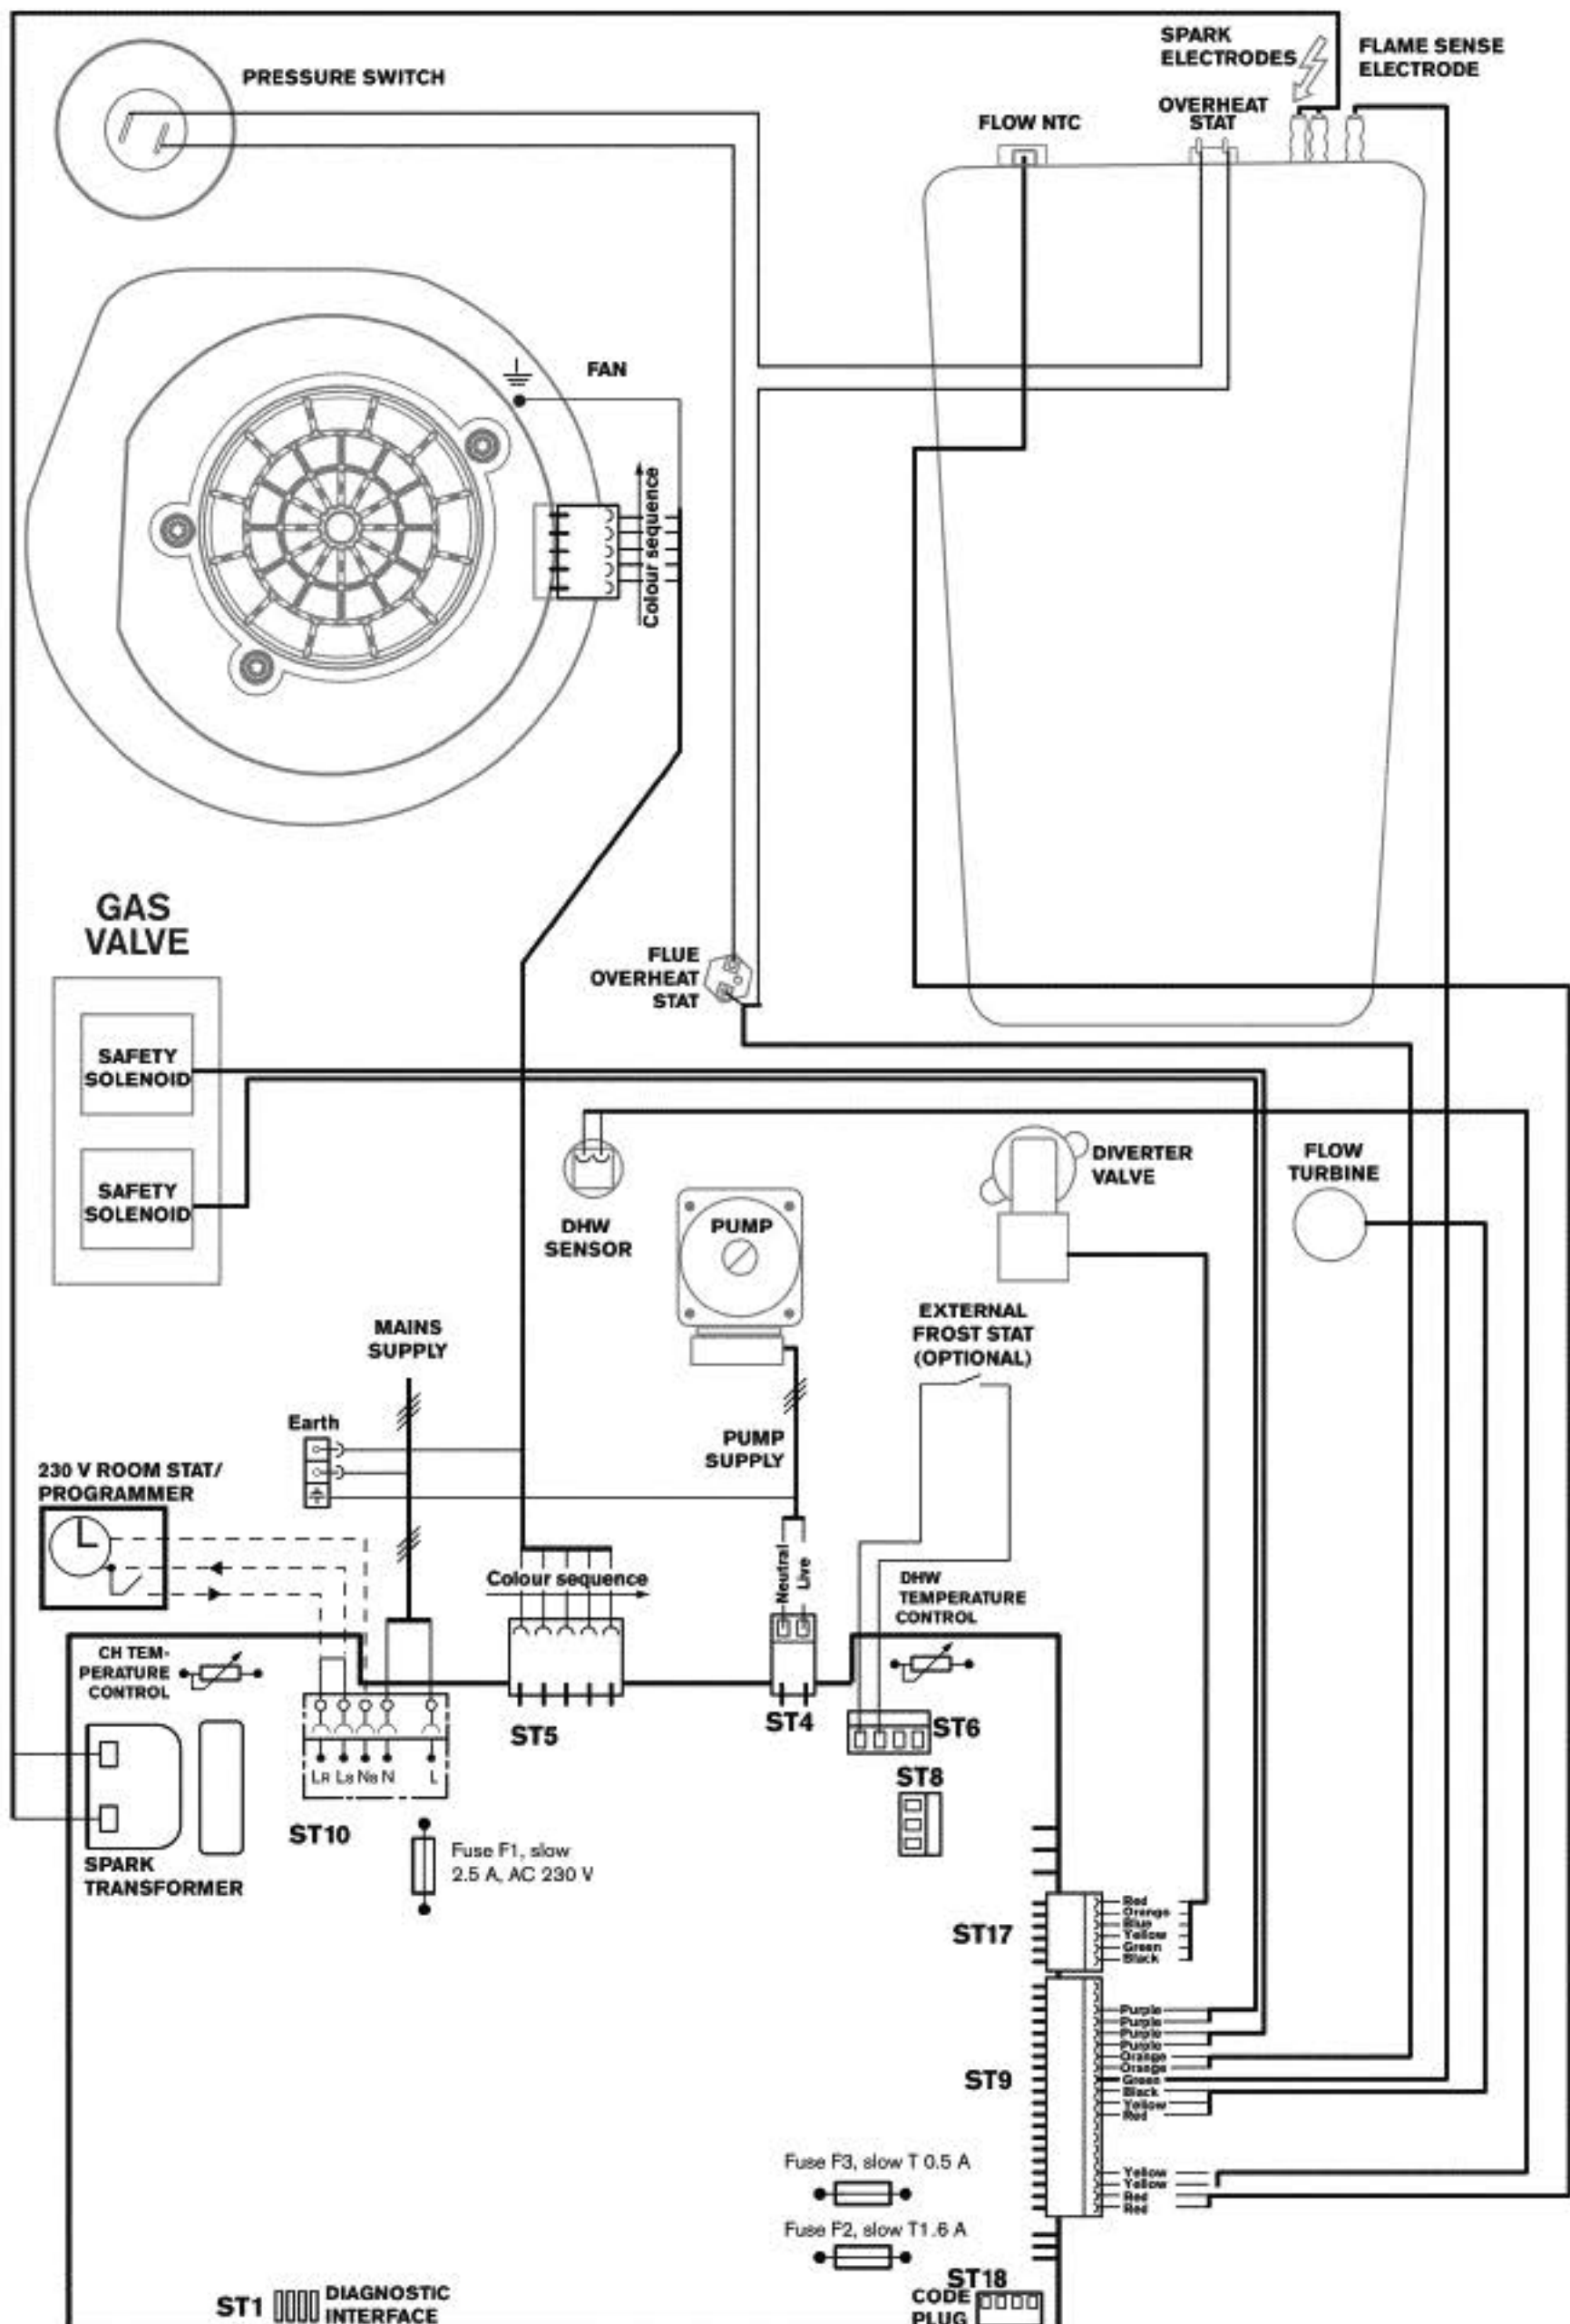 SPARK
ELECTRODES
FLAME SENSE
ELECTRODE
PRESSURE SWITCH
OVERHEAT
STAT
FLOW NTC
FAN
Colour sequence
GAS
VALVE
FLUE
OVERHEAT
STAT
SAFETY
SOLENOID
SAFETY
SOLENOID
DHW
SENSOR
PUMP
DIVERTER
VALVE
FLOW
TURBINE
MAINS
SUPPLY
EXTERNAL
FROST STAT
(OPTIONAL)
Earth
PUMP
SUPPLY
230 V ROOM STAT/
PROGRAMMER
Neutral
Live
Colour sequence
DHW
TEMPERATURE
CONTROL
CH TEM-
PERATURE
CONTROL
ST5
ST4
ST6
LR LS NS N L
ST8
ST10
SPARK
TRANSFORMER
Fuse F1, slow
2.5 A, AC 230 V
ST17
Red
Orange
Blue
Yellow
Green
Black
ST9
Purple
Purple
Purple
Purple
Orange
Orange
Green
Black
Yellow
Red
Yellow
Yellow
Red
Red
Fuse F3, slow T 0.5 A
Fuse F2, slow T1.6 A
ST18
CODE
PLUG
ST1
DIAGNOSTIC
INTERFACE